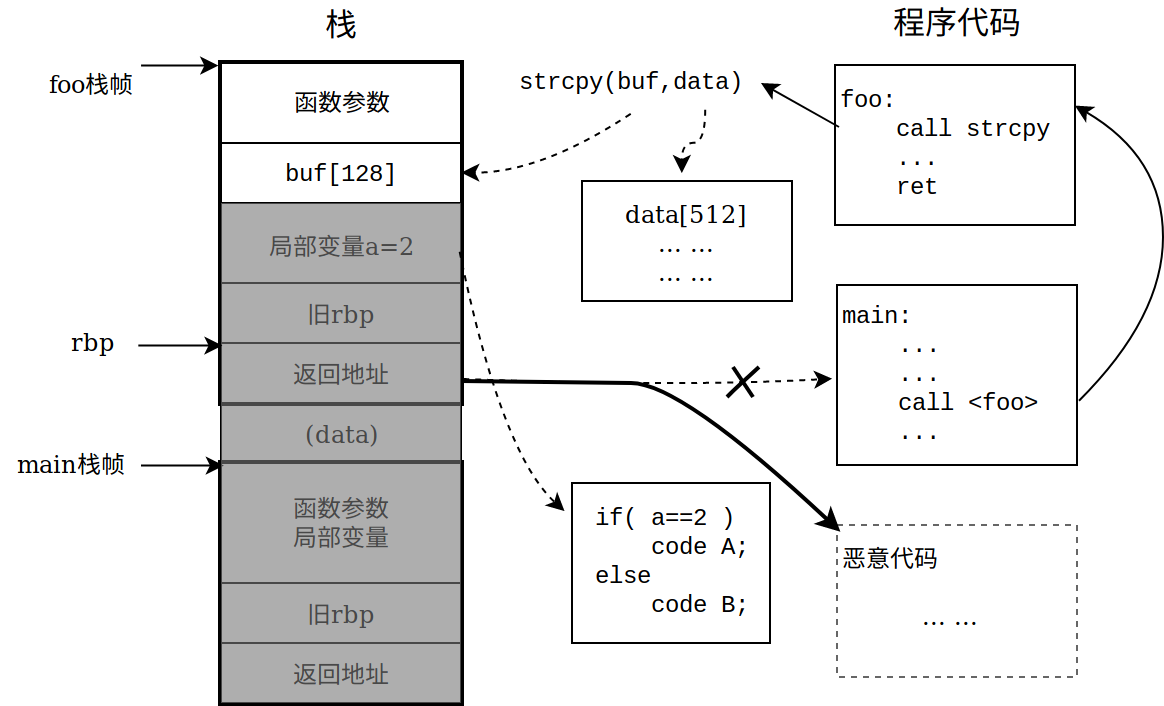 栈
程序代码
foo栈帧
函数参数
buf[128]
局部变量a=2
旧rbp
rbp
返回地址
(data)
main栈帧
函数参数
局部变量
旧rbp
返回地址
strcpy(buf,data)
data[512]
... ...
... ...
if( a==2 )
code A;
else
code B;
foo:
call strcpy
...
ret
main:
...
...
call <foo>
...
恶意代码
... ...